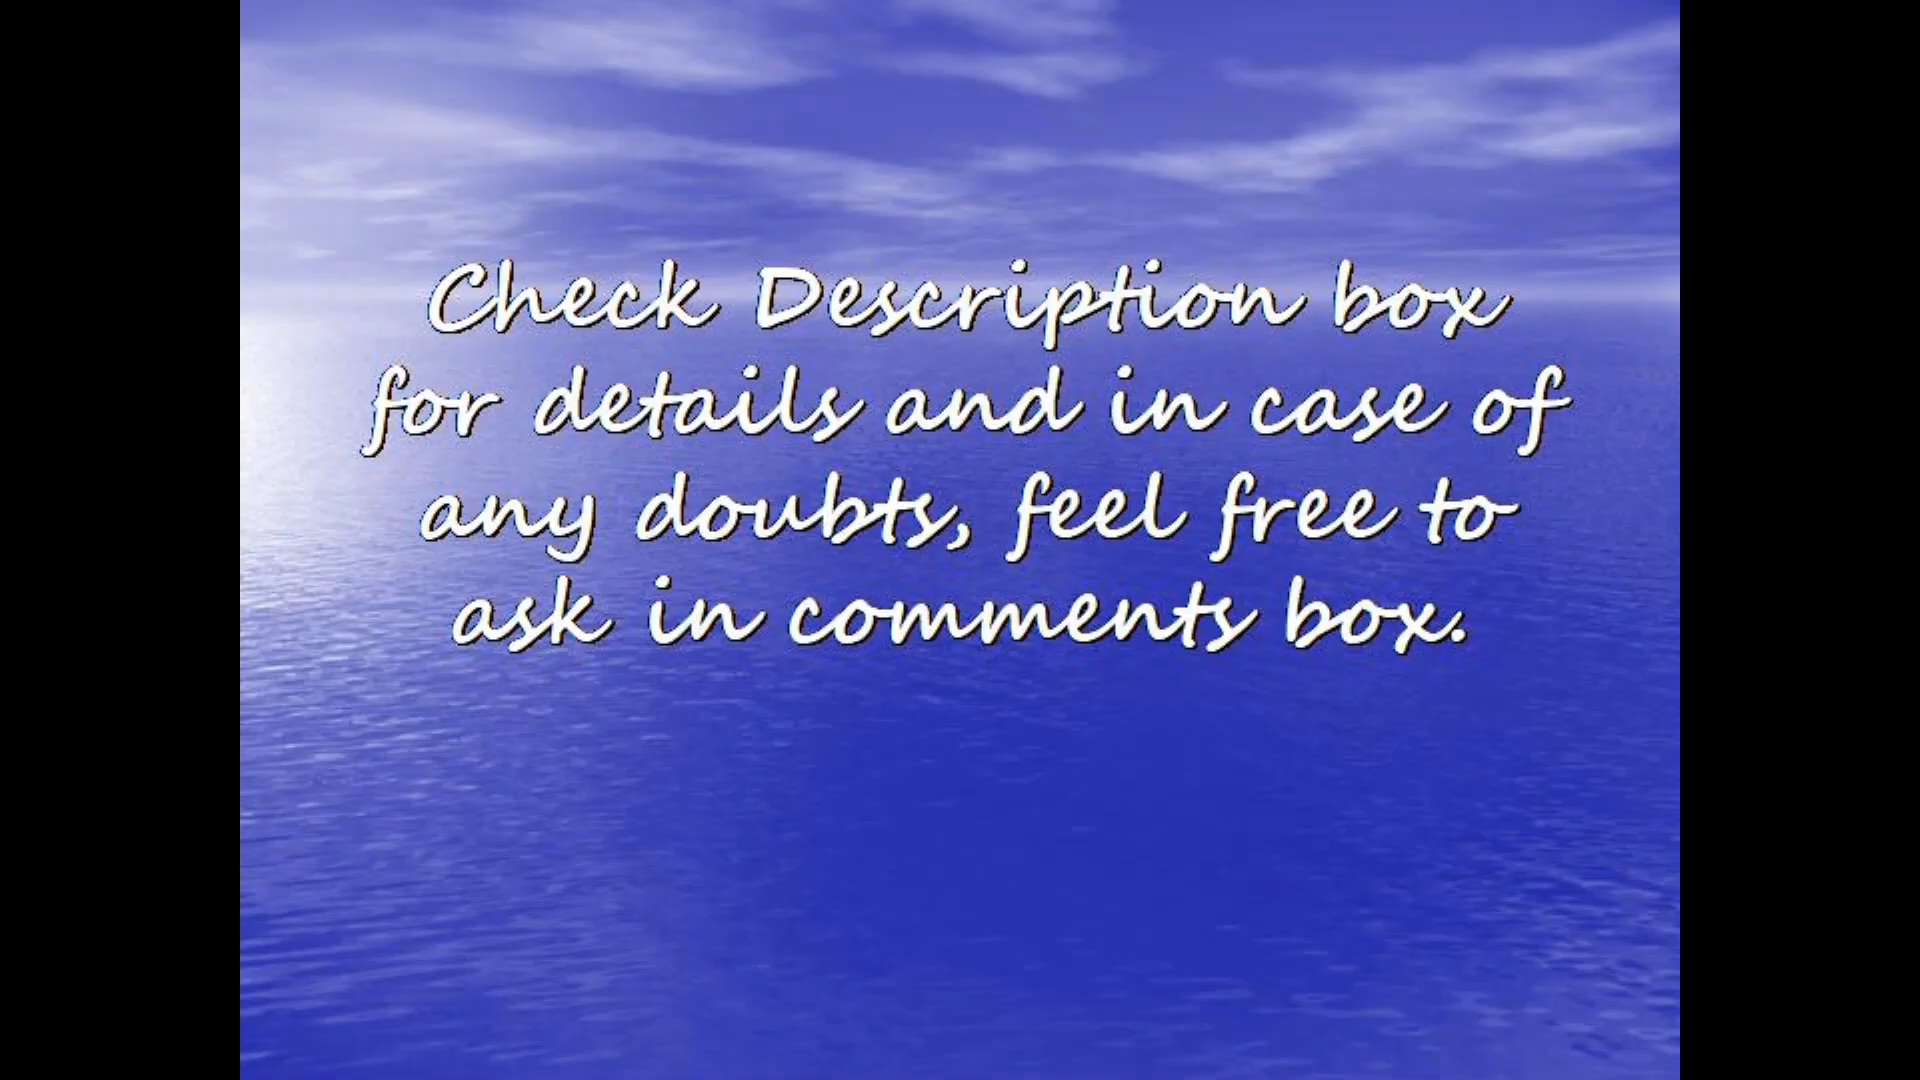 Check Description box
for details and in case of
any doubts, feel free to
ask in comments box.